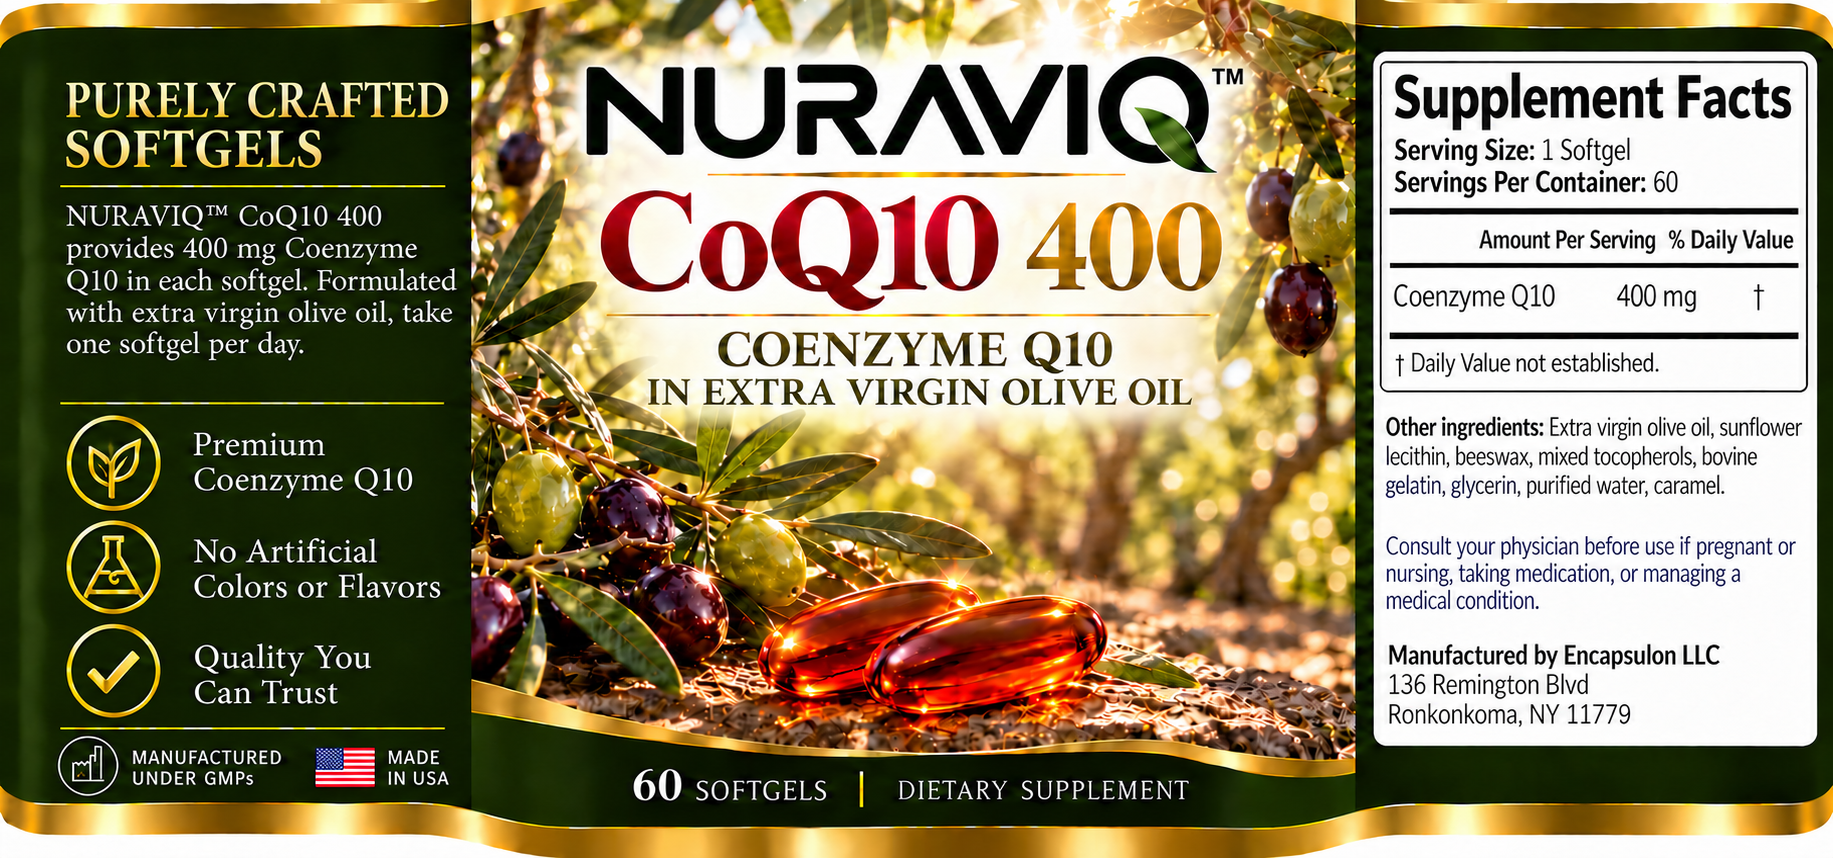 PURELY CRAFTED
SOFTGELS
NURAVIQ™ CoQ10 400
provides 400 mg Coenzyme
Q10 in each softgel. Formulated
with extra virgin olive oil, take
one softgel per day.
Premium
Coenzyme Q10
No Artificial
Colors or Flavors
Quality You
Can Trust
MANUFACTURED
UNDER GMPs
MADE
IN USA
NURAVIQ™
CoQ10 400
COENZYME Q10
IN EXTRA VIRGIN OLIVE OIL
60 SOFTGELS | DIETARY SUPPLEMENT
Supplement Facts
Serving Size: 1 Softgel
Servings Per Container: 60
Amount Per Serving % Daily Value
Coenzyme Q10 400 mg †
† Daily Value not established.
Other ingredients: Extra virgin olive oil, sunflower
lecithin, beeswax, mixed tocopherols, bovine
gelatin, glycerin, purified water, caramel.
Consult your physician before use if pregnant or
nursing, taking medication, or managing a
medical condition.
Manufactured by Encapsulon LLC
136 Remington Blvd
Ronkonkoma, NY 11779